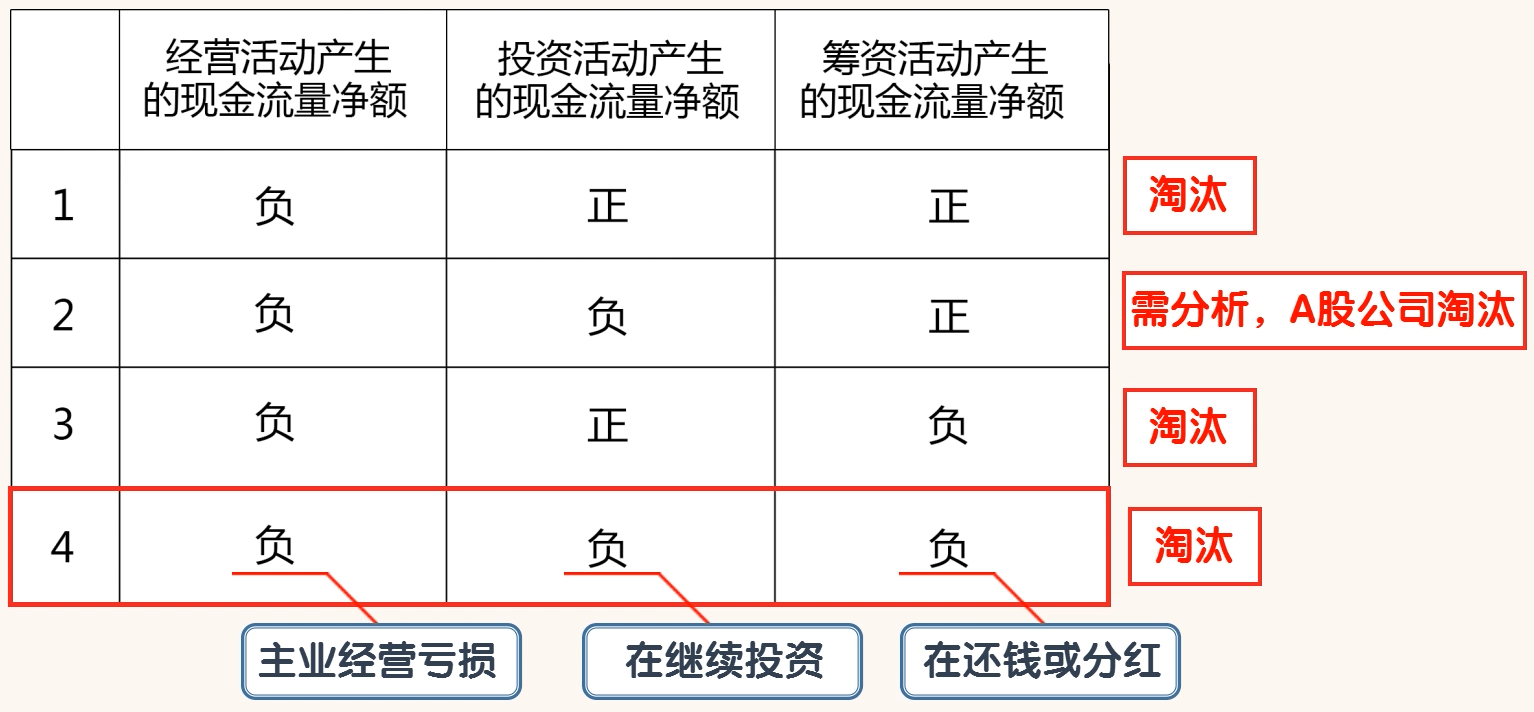 经营活动产生
的现金流量净额
投资活动产生
的现金流量净额
筹资活动产生
的现金流量净额
1
负
正
正
淘汰
2
负
负
正
需分析，A股公司淘汰
3
负
正
负
淘汰
4
负
负
负
淘汰
主业经营亏损
在继续投资
在还钱或分红